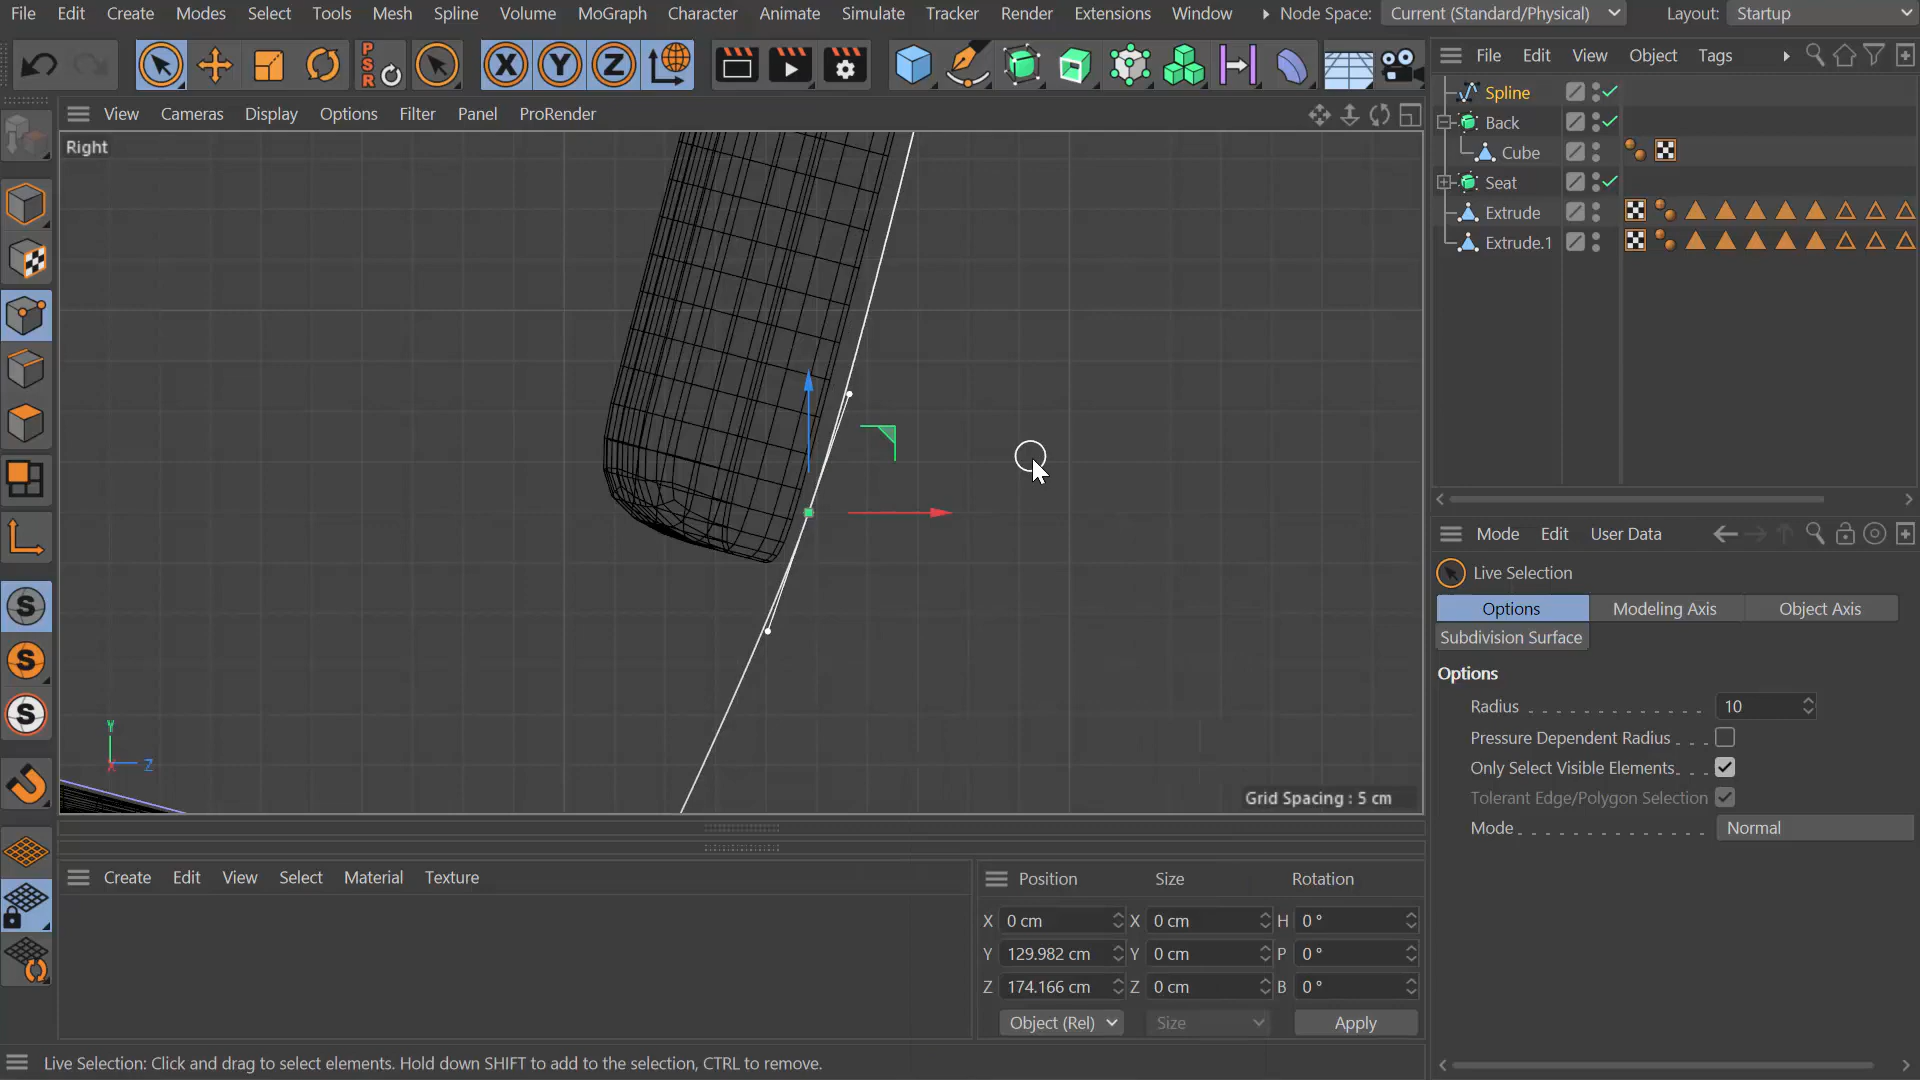 File Edit Create Modes Select Tools Mesh Spline Volume MoGraph Character Animate Simulate Tracker Render Extensions Window Node Space: Current (Standard/Physical) Layout: Startup
PSR X Y Z
File Edit View Object Tags
View Cameras Display Options Filter Panel ProRender
Right
Spline
Back
Cube
Seat
Extrude
Extrude.1
Mode Edit User Data
Live Selection
Options Modeling Axis Object Axis
Subdivision Surface
Options
Radius 10
Pressure Dependent Radius
Only Select Visible Elements
Tolerant Edge/Polygon Selection
Mode Normal
S
S
S
Y
X Z
Grid Spacing : 5 cm
Create Edit View Select Material Texture
Position Size Rotation
X 0 cm X 0 cm H 0 °
Y 129.982 cm Y 0 cm P 0 °
Z 174.166 cm Z 0 cm B 0 °
Object (Rel) Size Apply
Live Selection: Click and drag to select elements. Hold down SHIFT to add to the selection, CTRL to remove.